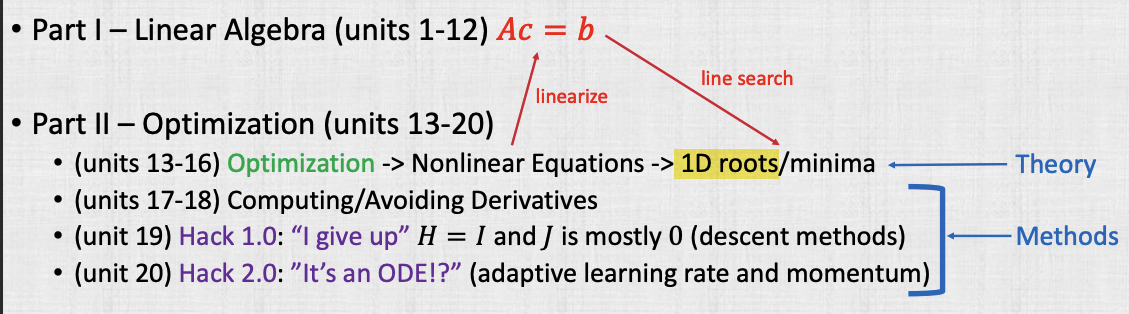 • Part I – Linear Algebra (units 1-12) Ac = b
line search
linearize
• Part II – Optimization (units 13-20)
• (units 13-16) Optimization -> Nonlinear Equations -> 1D roots/minima
Theory
• (units 17-18) Computing/Avoiding Derivatives
• (unit 19) Hack 1.0: “I give up” H = I and J is mostly 0 (descent methods)
Methods
• (unit 20) Hack 2.0: ”It’s an ODE!?” (adaptive learning rate and momentum)